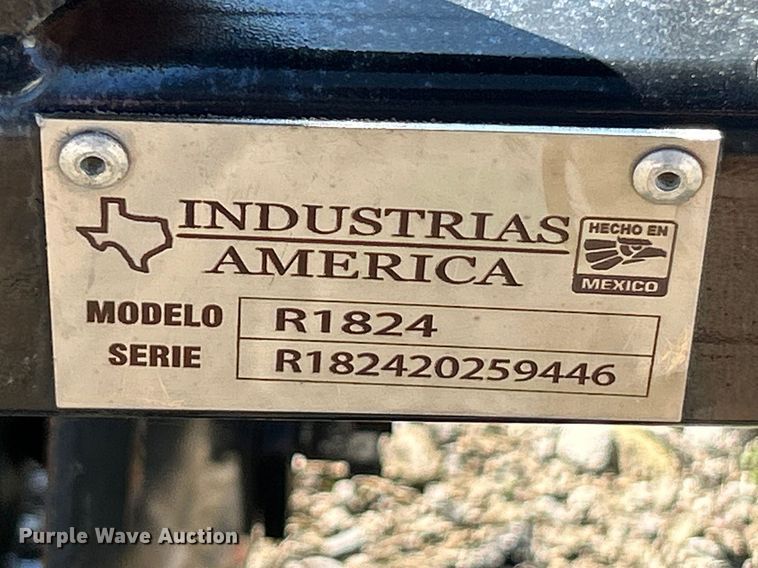 INDUSTRIAS
AMERICA
HECHO EN
MEXICO
MODELO R1824
SERIE R182420259446
Purple Wave Auction